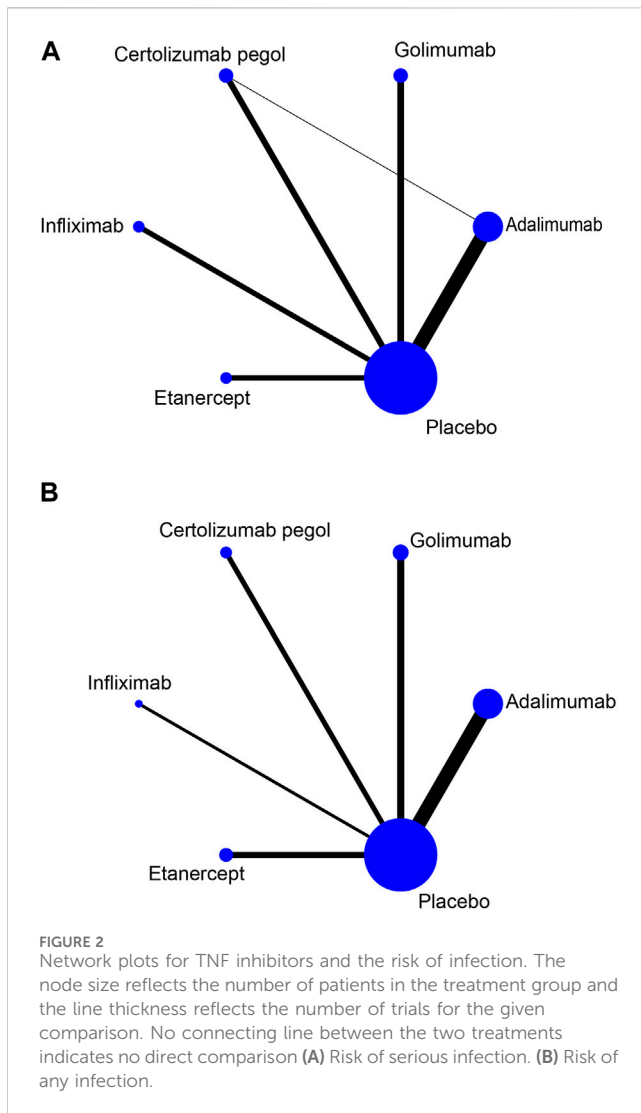 A
Certolizumab pegol
Golimumab
Infliximab
Adalimumab
Etanercept
Placebo
B
Certolizumab pegol
Golimumab
Infliximab
Adalimumab
Etanercept
Placebo
FIGURE 2
Network plots for TNF inhibitors and the risk of infection. The
node size reflects the number of patients in the treatment group and
the line thickness reflects the number of trials for the given
comparison. No connecting line between the two treatments
indicates no direct comparison (A) Risk of serious infection. (B) Risk of
any infection.